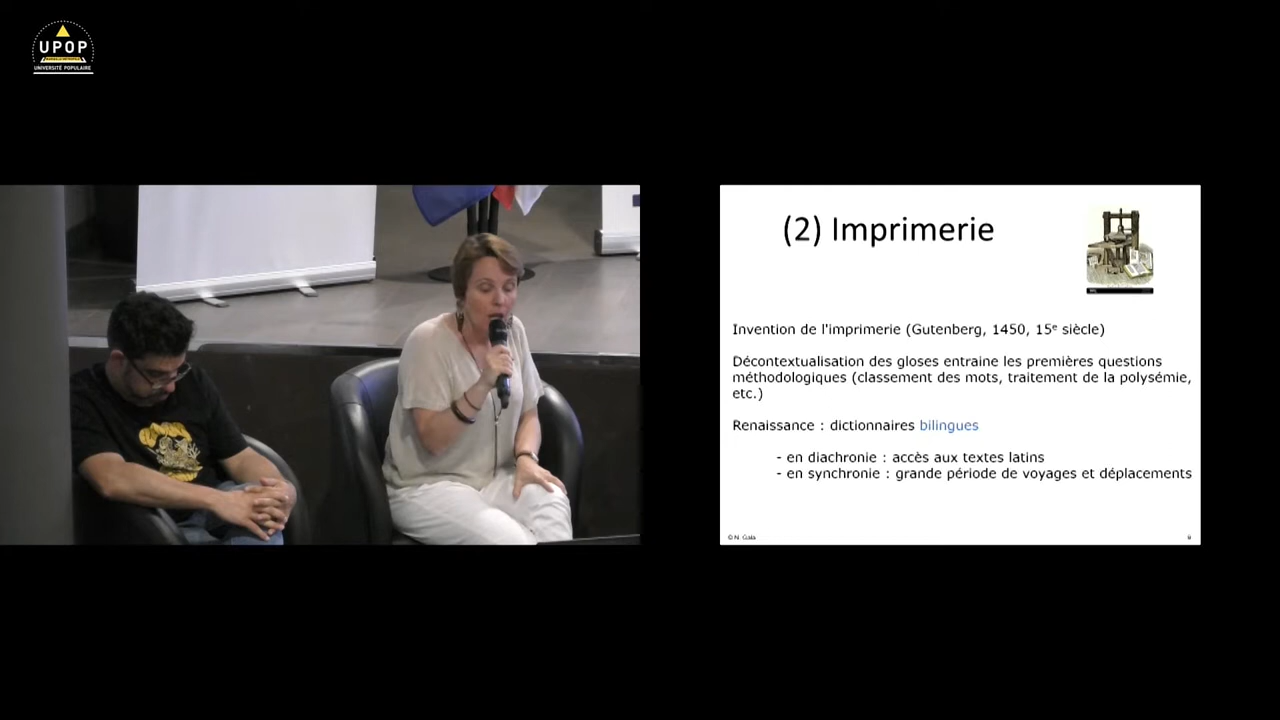 UPOP
UNIVERSITÉ POPULAIRE
(2) Imprimerie
Invention de l'imprimerie (Gutenberg, 1450, 15e siècle)
Décontextualisation des gloses entraine les premières questions
méthodologiques (classement des mots, traitement de la polysémie,
etc.)
Renaissance : dictionnaires bilingues
- en diachronie : accès aux textes latins
- en synchronie : grande période de voyages et déplacements
© N. Gala